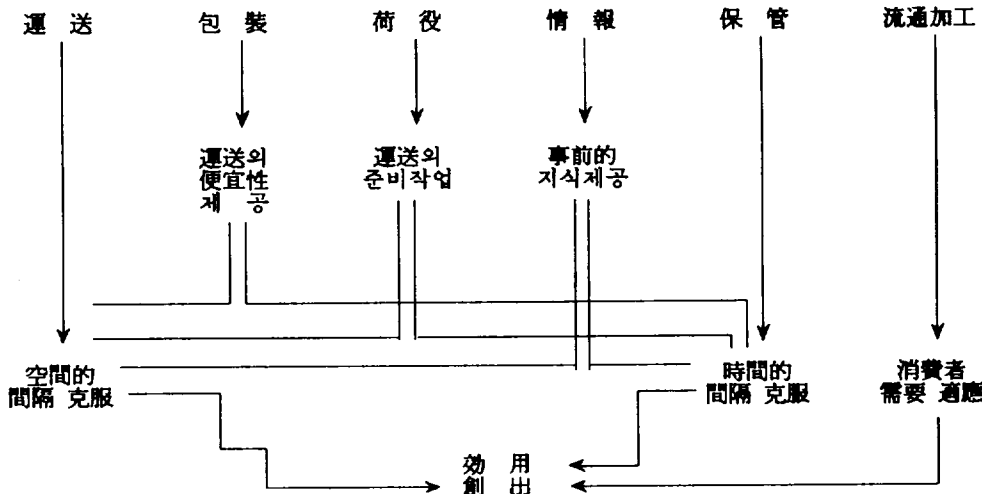 運送 包裝 荷役 情報 保管 流通加工
運送의 運送의 事前的
便宜性 준비작업 지식제공
제공
空間的 時間的 消費者
間隔 克服 間隔 克服 需要 適應
効用
創出